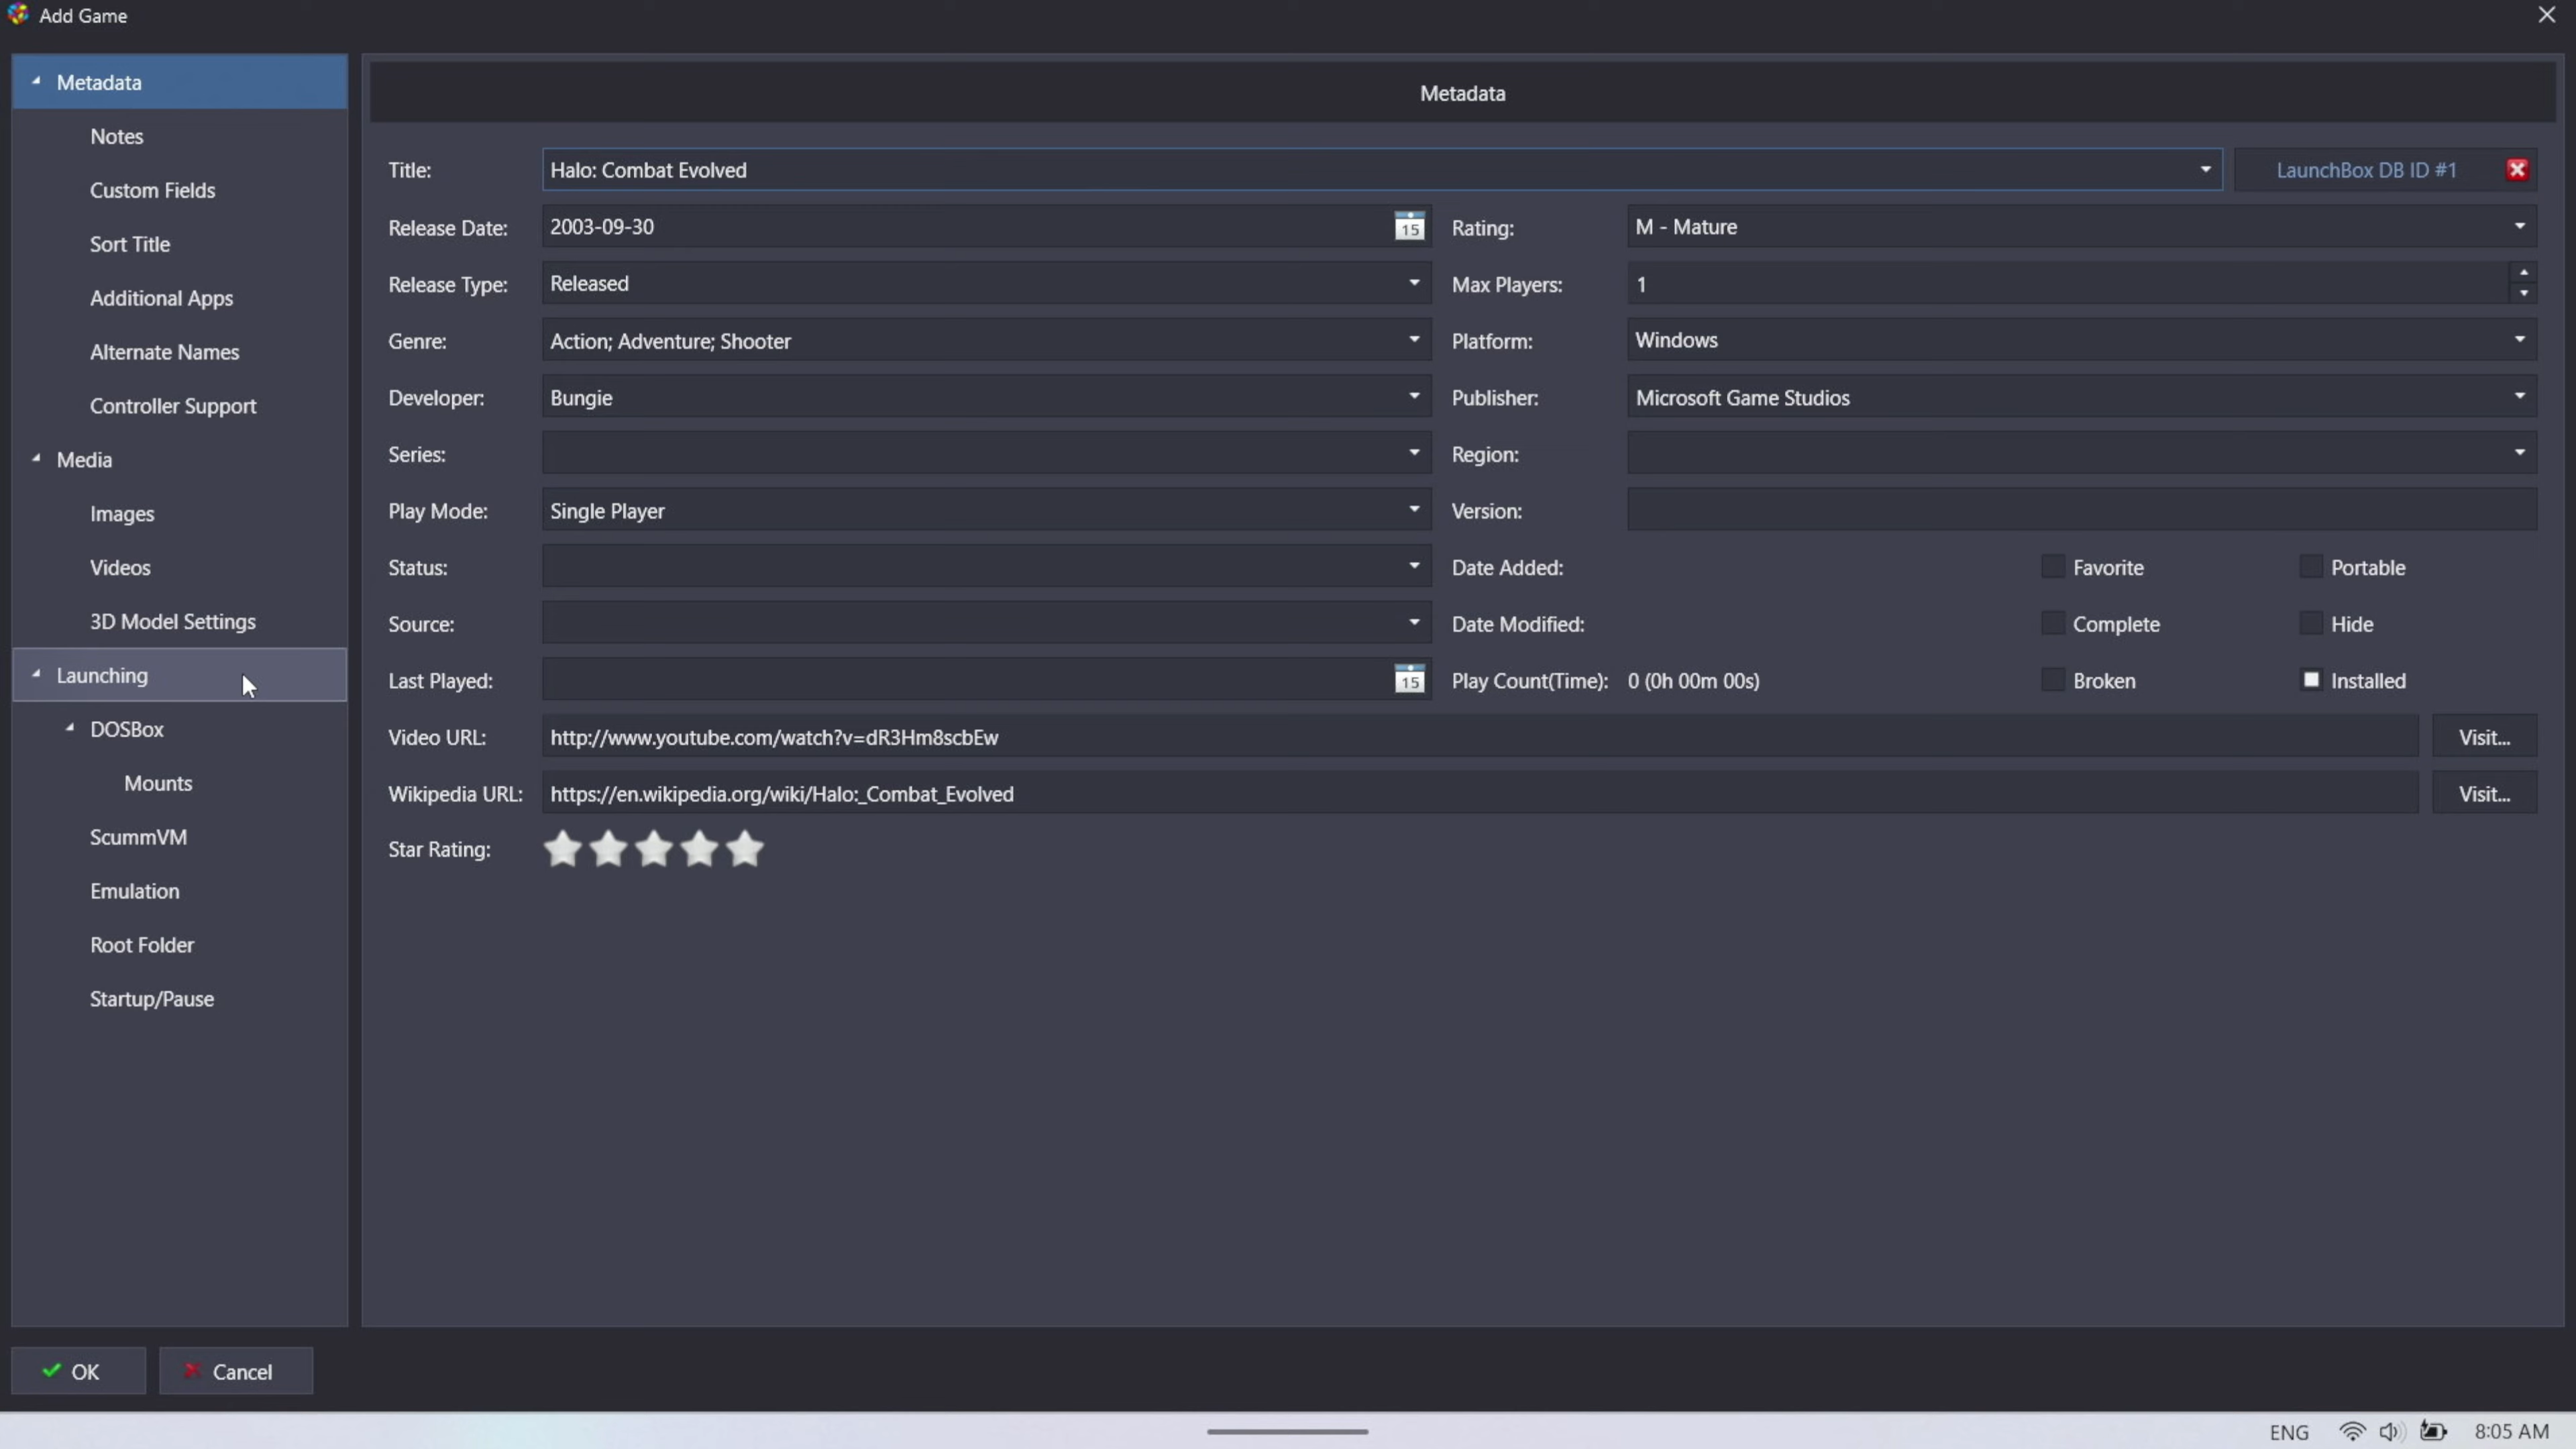 Add Game
Metadata
Notes
Custom Fields
Sort Title
Additional Apps
Alternate Names
Controller Support
Media
Images
Videos
3D Model Settings
Launching
DOSBox
Mounts
ScummVM
Emulation
Root Folder
Startup/Pause
Metadata
Title: Halo: Combat Evolved LaunchBox DB ID #1
Release Date: 2003-09-30 15 Rating: M - Mature
Release Type: Released Max Players: 1
Genre: Action; Adventure; Shooter Platform: Windows
Developer: Bungie Publisher: Microsoft Game Studios
Series: Region:
Play Mode: Single Player Version:
Status: Date Added: Favorite Portable
Source: Date Modified: Complete Hide
Last Played: 15 Play Count(Time): 0 (0h 00m 00s) Broken Installed
Video URL: http://www.youtube.com/watch?v=dR3Hm8scbEw Visit...
Wikipedia URL: https://en.wikipedia.org/wiki/Halo:_Combat_Evolved Visit...
Star Rating:
OK Cancel
ENG 8:05 AM